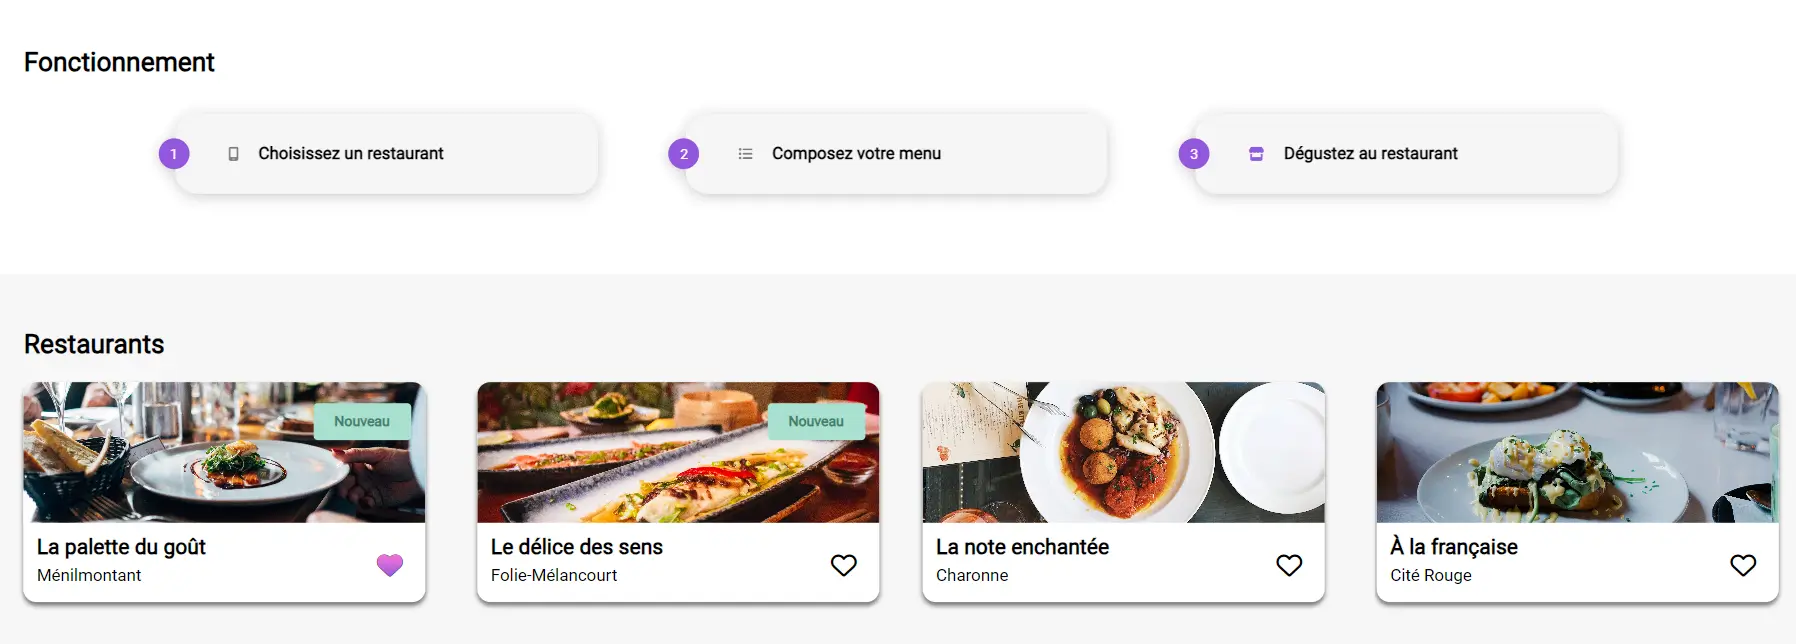 Fonctionnement
1 Choisissez un restaurant
2 Composez votre menu
3 Dégustez au restaurant
Restaurants
Nouveau
Nouveau
La palette du goût
Ménilmontant
Le délice des sens
Folie-Mélancourt
La note enchantée
Charonne
À la française
Cité Rouge